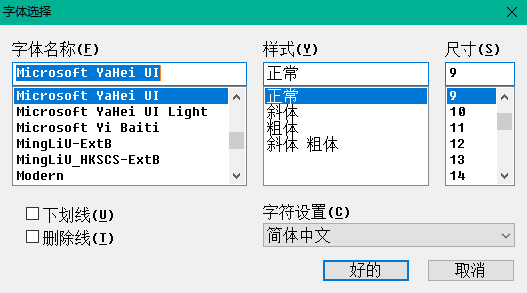 字体选择
字体名称(F)
样式(Y)
尺寸(S)
Microsoft YaHei UI
正常
9
Microsoft YaHei UI
Microsoft YaHei UI Light
Microsoft Yi Baiti
MingLiU-ExtB
MingLiU_HKSCS-ExtB
Modern
正常
斜体
粗体
斜体 粗体
9
10
11
12
13
14
下划线(U)
删除线(T)
字符设置(C)
简体中文
好的
取消